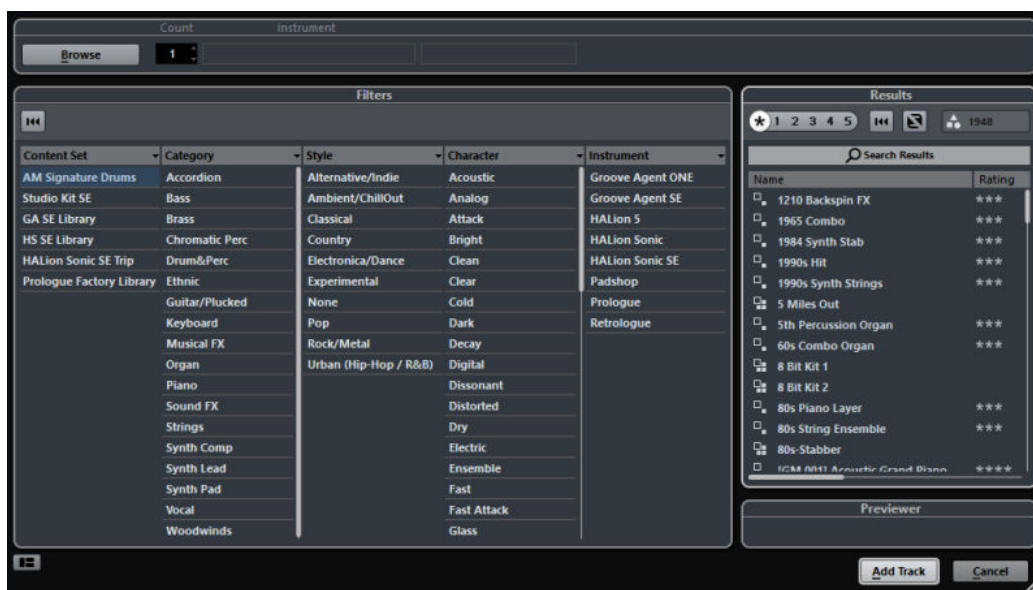 Count Instrument
Browse 1
Filters
Content Set Category Style Character Instrument
AM Signature Drums Accordion Alternative/Indie Acoustic Groove Agent ONE
Studio Kit SE Bass Ambient/ChillOut Analog Groove Agent SE
GA SE Library Brass Classical Attack HALion 5
HS SE Library Chromatic Perc Country Bright HALion Sonic
HALion Sonic SE Trip Drum&Perc Electronica/Dance Clean HALion Sonic SE
Prologue Factory Library Ethnic Experimental Clear Padshop
Guitar/Plucked None Cold Prologue
Keyboard Pop Dark Retrologue
Musical FX Rock/Metal Decay
Organ Urban (Hip-Hop / R&B) Digital
Piano Dissonant
Sound FX Distorted
Strings Dry
Synth Comp Electric
Synth Lead Ensemble
Synth Pad Fast
Vocal Fast Attack
Woodwinds Glass
Results
* 1 2 3 4 5 1948
Search Results
Name Rating
1210 Backspin FX ***
1965 Combo ***
1984 Synth Stab ***
1990s Hit ***
1990s Synth Strings ***
5 Miles Out
5th Percussion Organ ***
60s Combo Organ ***
8 Bit Kit 1
8 Bit Kit 2
80s Piano Layer ***
80s String Ensemble ***
80s-Stabber
[GM 001] Acoustic Grand Piano ****
Previewer
Add Track Cancel